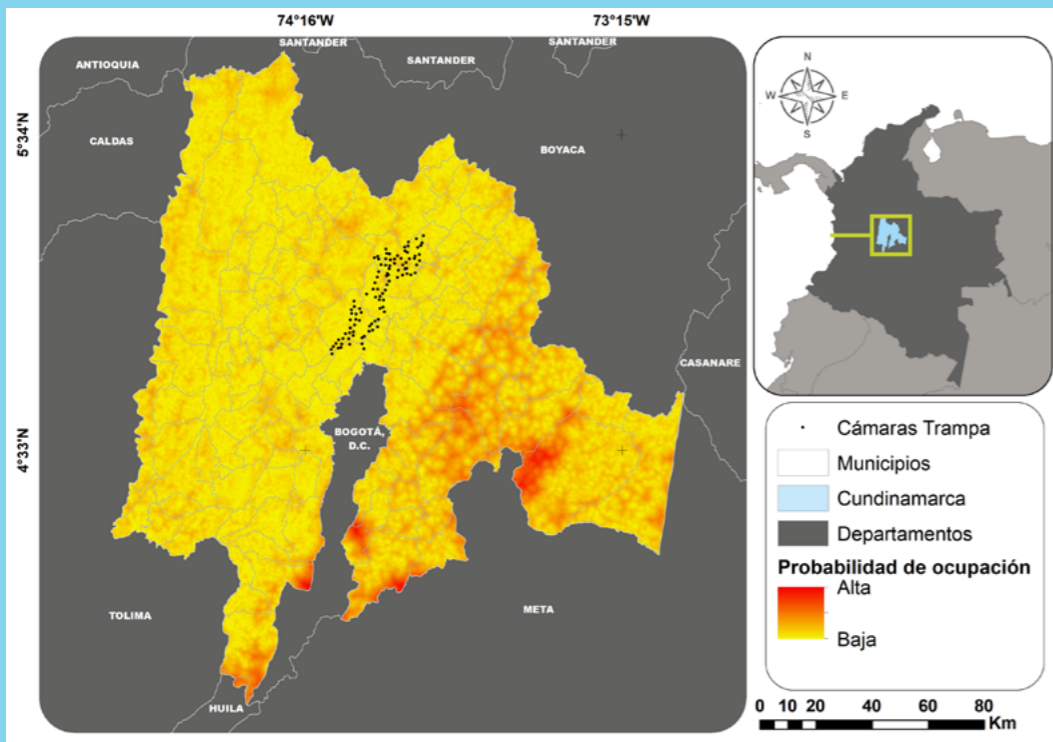 74°16'W
73°15'W
SANTANDER
SANTANDER
SANTANDER
ANTIOQUIA
5°34'N
CALDAS
BOYACA
CASANARE
BOGOTÁ,
D.C.
4°33'N
TOLIMA
META
HUILA
N
W
E
S
Cámaras Trampa
Municipios
Cundinamarca
Departamentos
Probabilidad de ocupación
Alta
Baja
0 10 20 40 60 80
Km